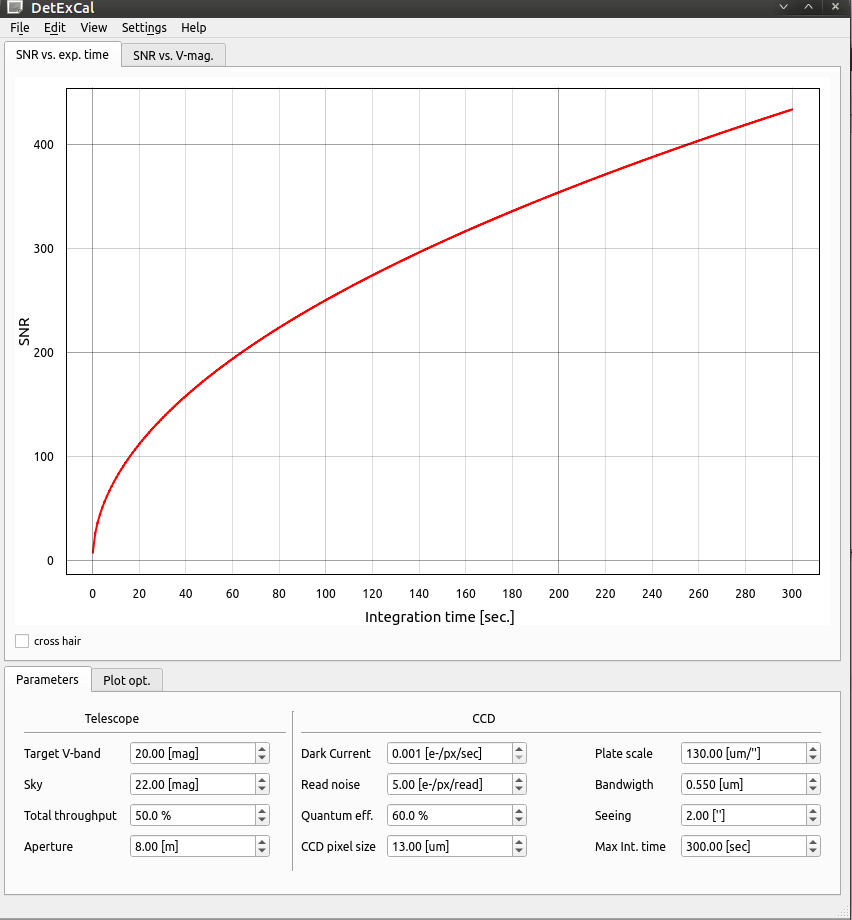 DetExCal
File Edit View Settings Help
SNR vs. exp. time SNR vs. V-mag.
400
300
200
100
0
SNR
0 20 40 60 80 100 120 140 160 180 200 220 240 260 280 300
Integration time [sec.]
cross hair
Parameters Plot opt.
Telescope CCD
Target V-band 20.00 [mag] Dark Current 0.001 [e-/px/sec] Plate scale 130.00 [um/"]
Sky 22.00 [mag] Read noise 5.00 [e-/px/read] Bandwigth 0.550 [um]
Total throughput 50.0 % Quantum eff. 60.0 % Seeing 2.00 ["]
Aperture 8.00 [m] CCD pixel size 13.00 [um] Max Int. time 300.00 [sec]